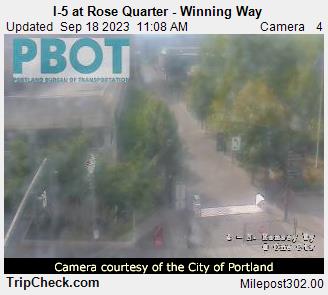 I-5 at Rose Quarter - Winning Way
Updated Sep 18 2023 11:08 AM Camera 4
PBOT
PORTLAND BUREAU OF TRANSPORTATION
Camera courtesy of the City of Portland
TripCheck.com Milepost302.00